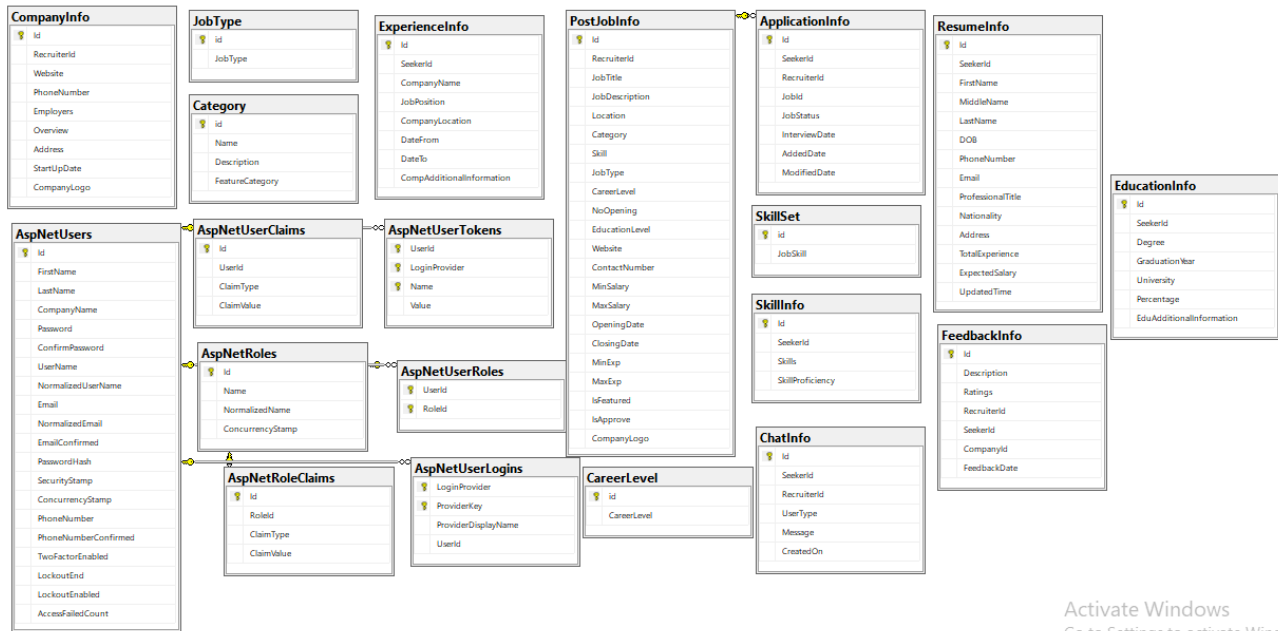 CompanyInfo
Id
RecruiterId
Website
PhoneNumber
Employers
Overview
Address
StartUpDate
CompanyLogo
JobType
id
JobType
Category
id
Name
Description
FeatureCategory
ExperienceInfo
Id
SeekerId
CompanyName
JobPosition
CompanyLocation
DateFrom
DateTo
CompAdditionalInformation
PostJobInfo
Id
RecruiterId
JobTitle
JobDescription
Location
Category
Skill
JobType
CareerLevel
NoOpening
EducationLevel
Website
ContactNumber
MinSalary
MaxSalary
OpeningDate
ClosingDate
MinExp
MaxExp
IsFeatured
IsApprove
CompanyLogo
ApplicationInfo
Id
SeekerId
RecruiterId
JobId
JobStatus
InterviewDate
AddedDate
ModifiedDate
ResumeInfo
Id
SeekerId
FirstName
MiddleName
LastName
DOB
PhoneNumber
Email
ProfessionalTitle
Nationality
Address
TotalExperience
ExpectedSalary
UpdatedTime
EducationInfo
Id
SeekerId
Degree
GraduationYear
University
Percentage
EduAdditionalInformation
AspNetUsers
Id
FirstName
LastName
CompanyName
Password
ConfirmPassword
UserName
NormalizedUserName
Email
NormalizedEmail
EmailConfirmed
PasswordHash
SecurityStamp
ConcurrencyStamp
PhoneNumber
PhoneNumberConfirmed
TwoFactorEnabled
LockoutEnd
LockoutEnabled
AccessFailedCount
AspNetUserClaims
Id
UserId
ClaimType
ClaimValue
AspNetUserTokens
UserId
LoginProvider
Name
Value
AspNetRoles
Id
Name
NormalizedName
ConcurrencyStamp
AspNetUserRoles
UserId
RoleId
AspNetRoleClaims
Id
RoleId
ClaimType
ClaimValue
AspNetUserLogins
LoginProvider
ProviderKey
ProviderDisplayName
UserId
CareerLevel
id
CareerLevel
SkillSet
id
JobSkill
SkillInfo
Id
SeekerId
Skills
SkillProficiency
ChatInfo
Id
SeekerId
RecruiterId
UserType
Message
CreatedOn
FeedbackInfo
Id
Description
Ratings
RecruiterId
SeekerId
CompanyId
FeedbackDate
Activate Windows
Go to Settings to activate Win